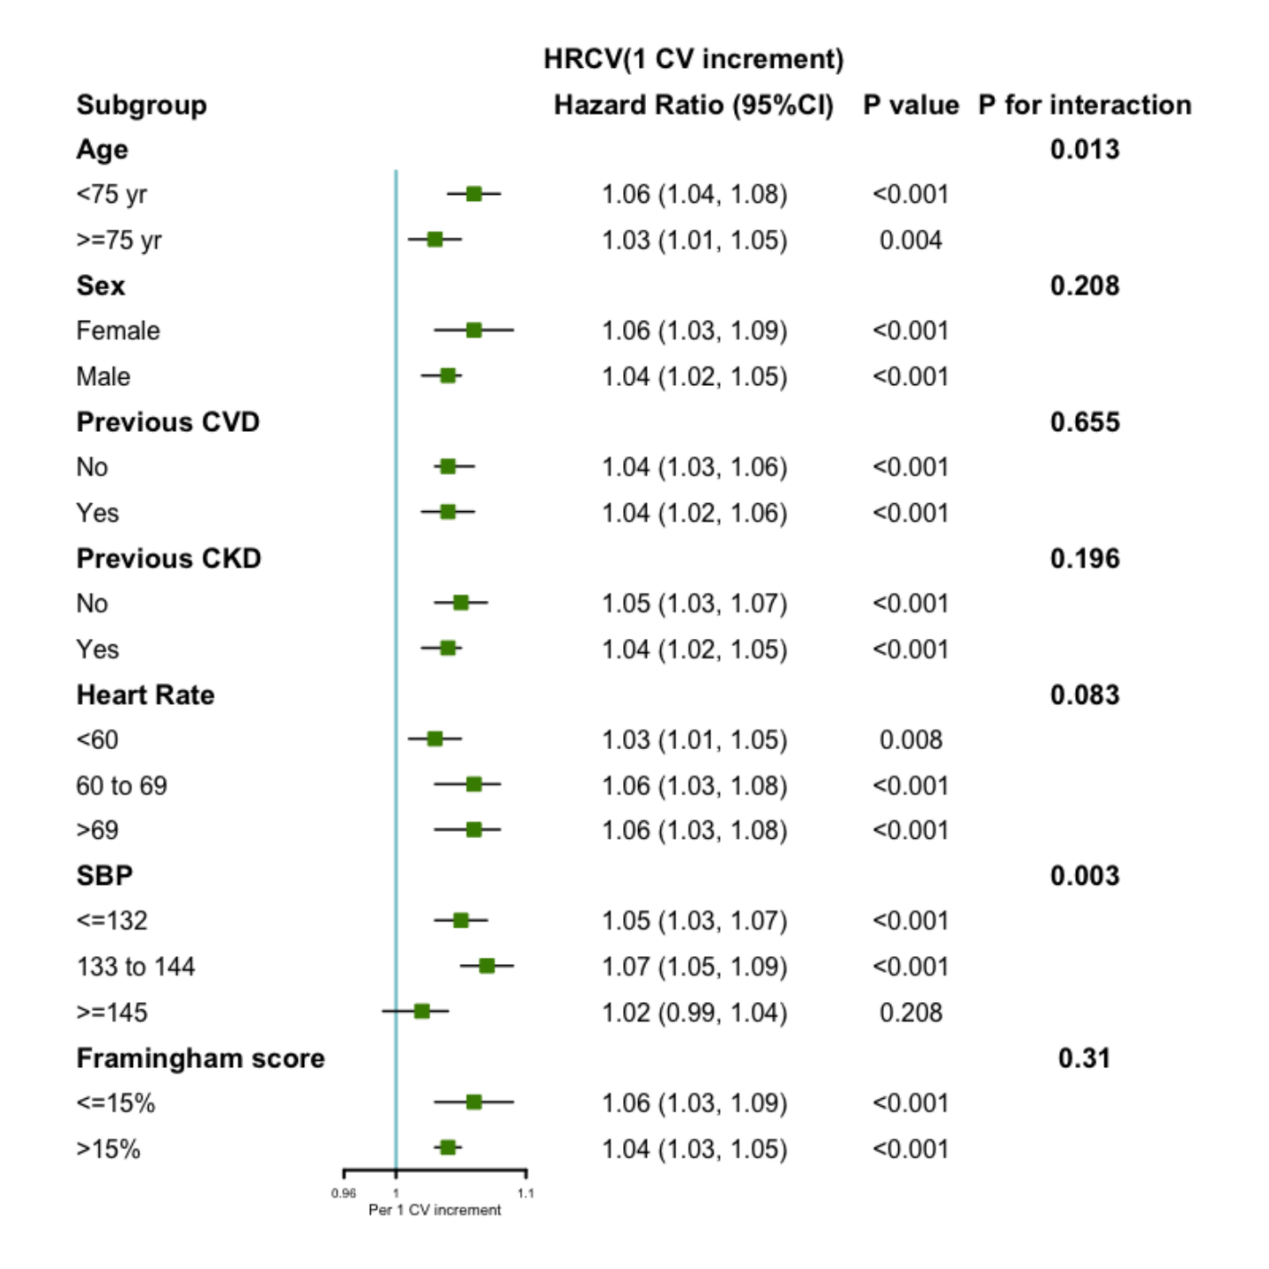 HRCV(1 CV increment)
Subgroup Hazard Ratio (95%CI) P value P for interaction
Age 0.013
<75 yr 1.06 (1.04, 1.08) <0.001
>=75 yr 1.03 (1.01, 1.05) 0.004
Sex 0.208
Female 1.06 (1.03, 1.09) <0.001
Male 1.04 (1.02, 1.05) <0.001
Previous CVD 0.655
No 1.04 (1.03, 1.06) <0.001
Yes 1.04 (1.02, 1.06) <0.001
Previous CKD 0.196
No 1.05 (1.03, 1.07) <0.001
Yes 1.04 (1.02, 1.05) <0.001
Heart Rate 0.083
<60 1.03 (1.01, 1.05) 0.008
60 to 69 1.06 (1.03, 1.08) <0.001
>69 1.06 (1.03, 1.08) <0.001
SBP 0.003
<=132 1.05 (1.03, 1.07) <0.001
133 to 144 1.07 (1.05, 1.09) <0.001
>=145 1.02 (0.99, 1.04) 0.208
Framingham score 0.31
<=15% 1.06 (1.03, 1.09) <0.001
>15% 1.04 (1.03, 1.05) <0.001
0.96 1 1.1
Per 1 CV increment